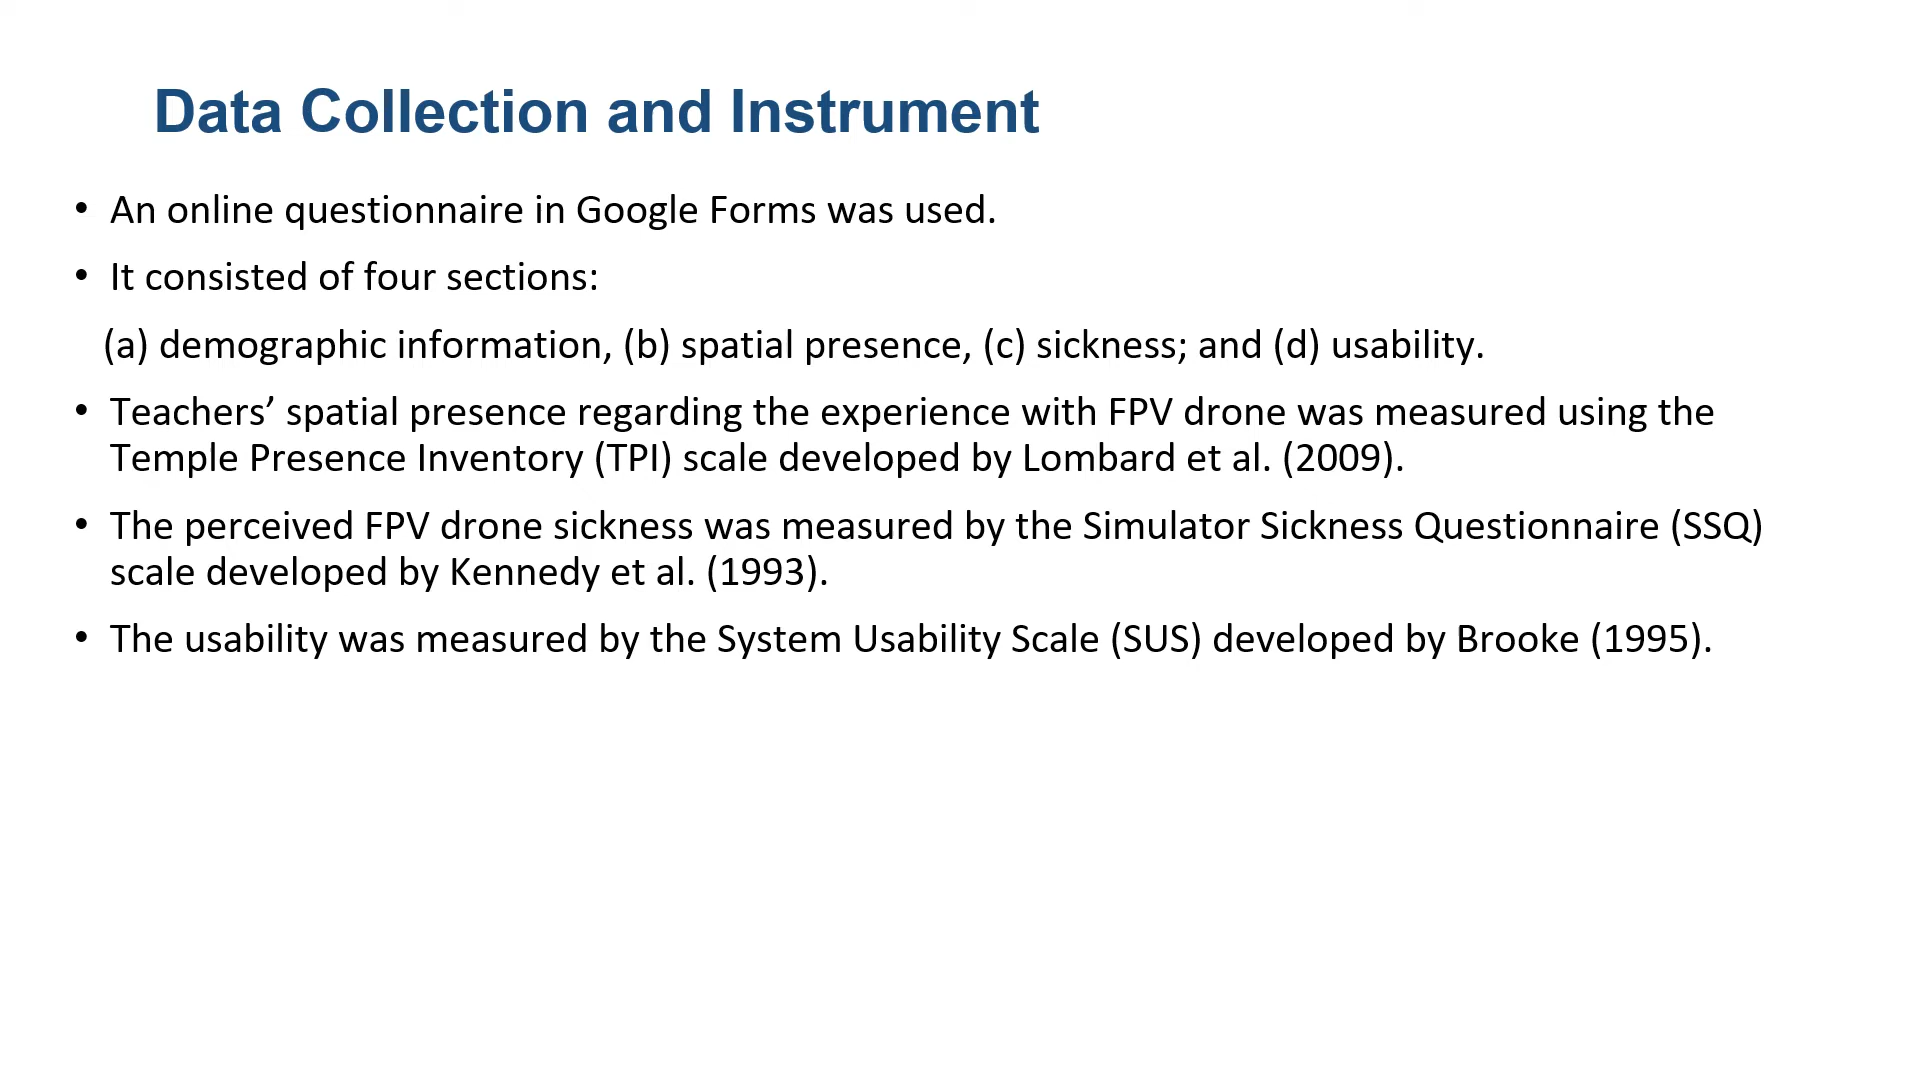 Data Collection and Instrument
• An online questionnaire in Google Forms was used.
• It consisted of four sections:
(a) demographic information, (b) spatial presence, (c) sickness; and (d) usability.
• Teachers’ spatial presence regarding the experience with FPV drone was measured using the
Temple Presence Inventory (TPI) scale developed by Lombard et al. (2009).
• The perceived FPV drone sickness was measured by the Simulator Sickness Questionnaire (SSQ)
scale developed by Kennedy et al. (1993).
• The usability was measured by the System Usability Scale (SUS) developed by Brooke (1995).